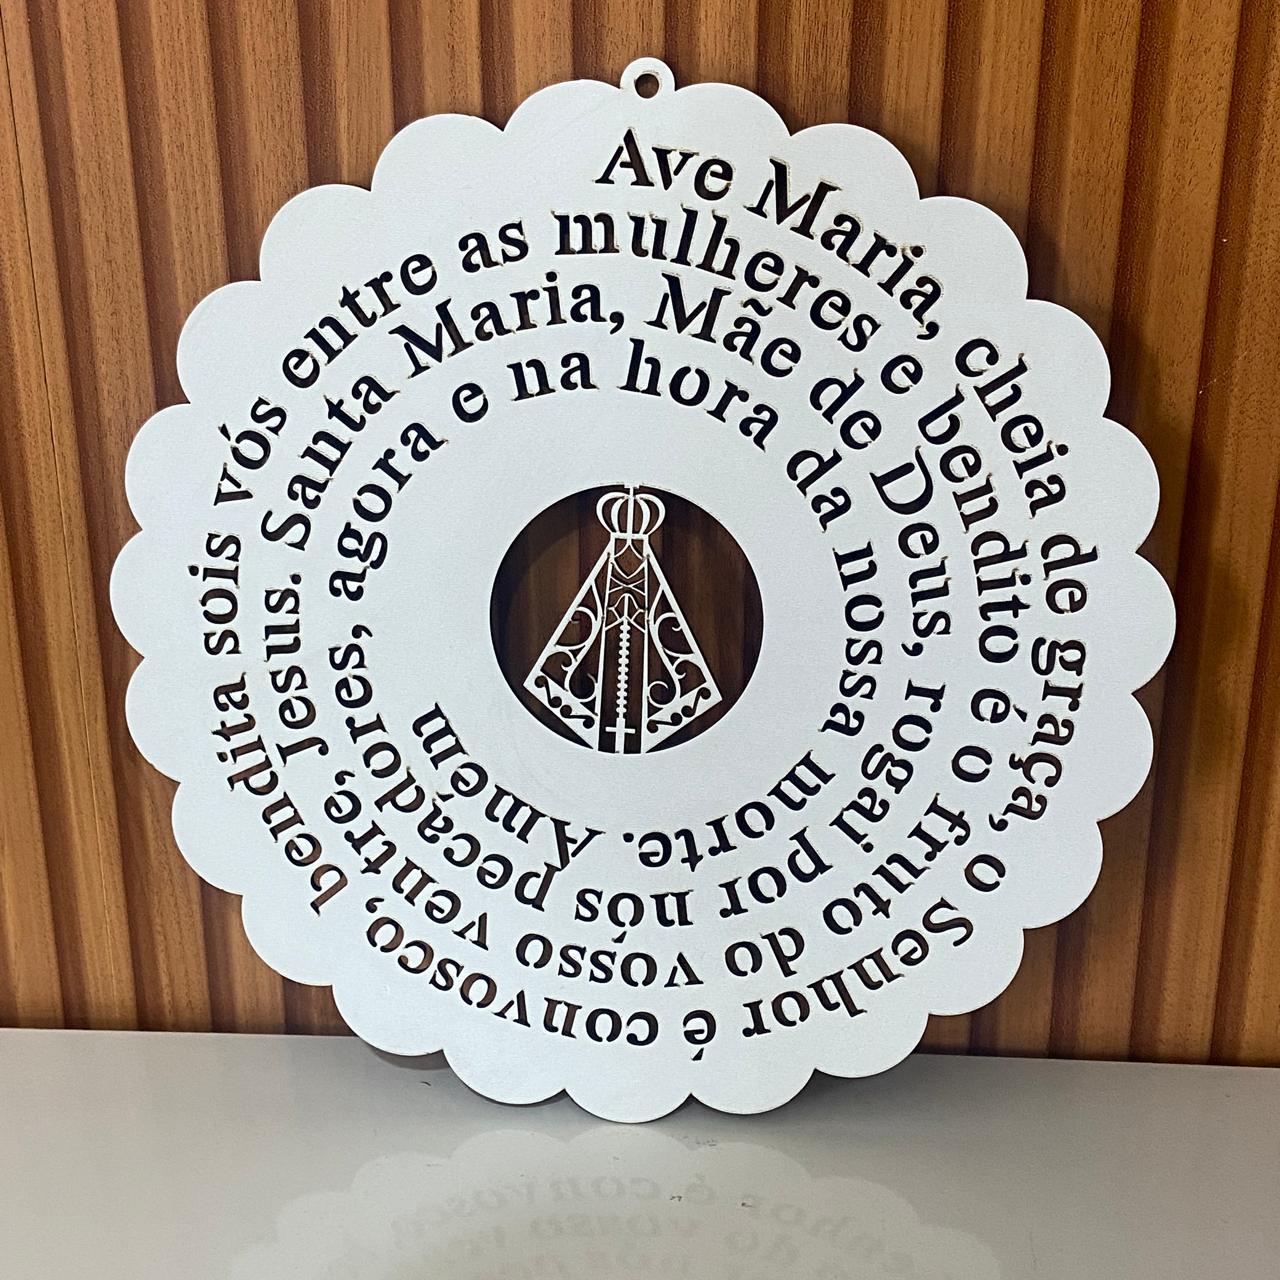 Ave Maria, cheia de graça, o Senhor é convosco, bendita sois vós entre as mulheres e bendito é o fruto do vosso ventre, Jesus. Santa Maria, Mãe de Deus, rogai por nós pecadores, agora e na hora da nossa morte. Amém